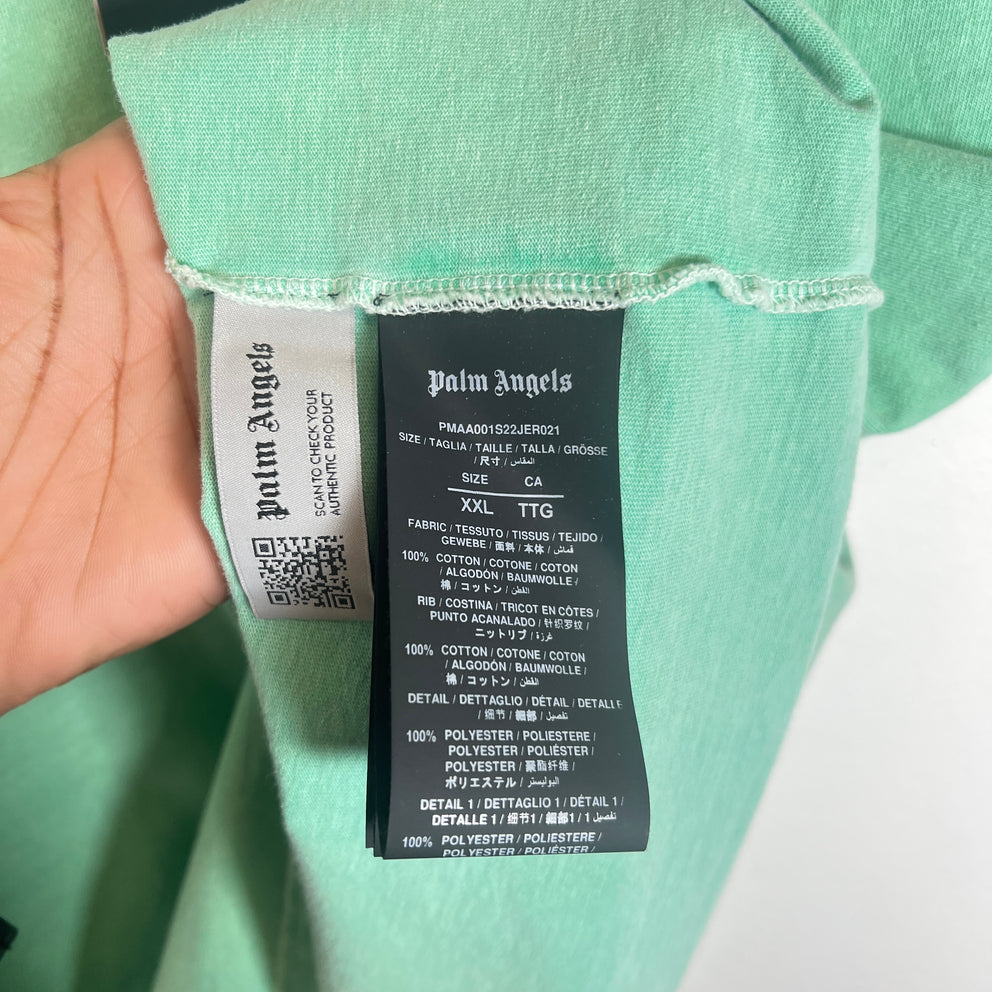 Palm Angels
SCAN TO CHECK YOUR
AUTHENTIC PRODUCT
Palm Angels
PMAA001S22JER021
SIZE / TAGLIA / TAILLE / TALLA / GRÖSSE
/ 尺寸 / المقاس
SIZE CA
XXL TTG
FABRIC / TESSUTO / TISSUS / TEJIDO /
GEWEBE / 面料 / 本体 / قماش
100% COTTON / COTONE / COTON
/ ALGODÓN / BAUMWOLLE /
棉 / コットン / القطن
RIB / COSTINA / TRICOT EN CÔTES /
PUNTO ACANALADO / 针织罗纹 /
ニットリブ / غرزة
100% COTTON / COTONE / COTON
/ ALGODÓN / BAUMWOLLE /
棉 / コットン / القطن
DETAIL / DETTAGLIO / DÉTAIL / DETALLE
/ 细节 / 細部 / تفصيل
100% POLYESTER / POLIESTERE /
POLYESTER / POLIÉSTER /
POLYESTER / 聚酯纤维 /
ポリエステル / البوليستر
DETAIL 1 / DETTAGLIO 1 / DÉTAIL 1 /
DETALLE 1 / 细节1 / 細部1 / تفصيل 1
100% POLYESTER / POLIESTERE /
POLYESTER / POLIÉSTER /